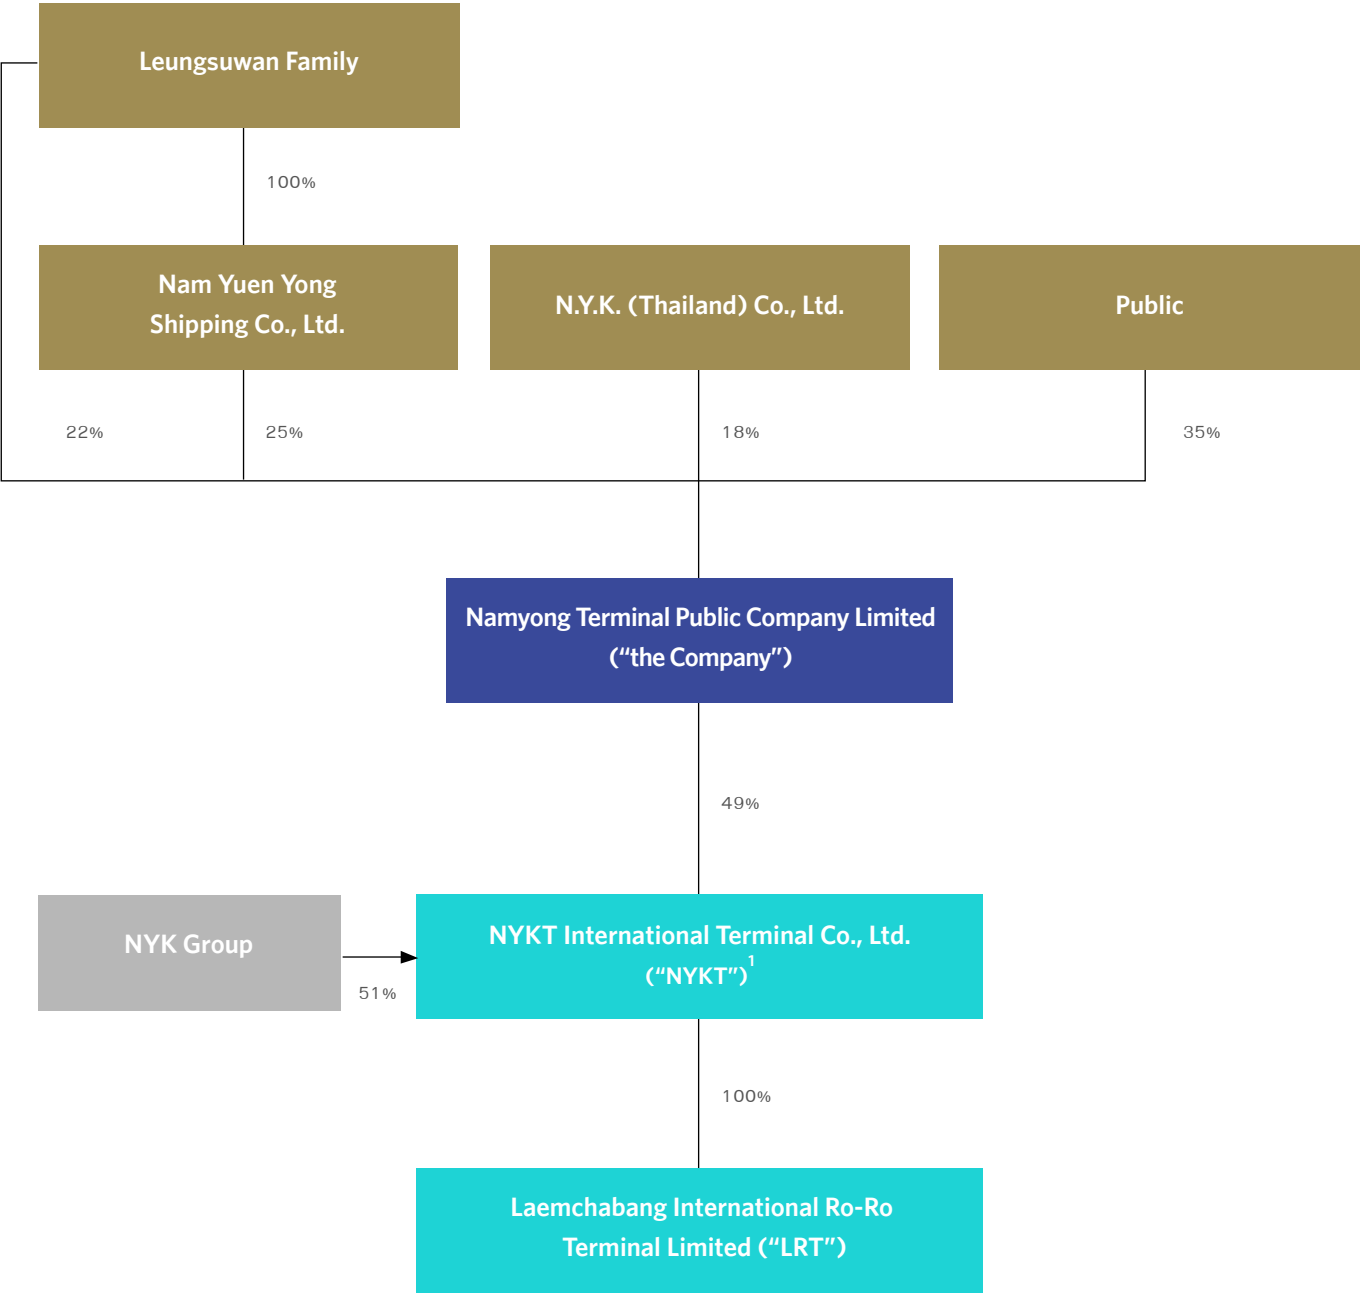 Leungsuwan Family
100%
Nam Yuen Yong
Shipping Co., Ltd.
N.Y.K. (Thailand) Co., Ltd.
Public
22%
25%
18%
35%
Namyong Terminal Public Company Limited
(“the Company”)
49%
NYK Group
51%
NYKT International Terminal Co., Ltd.
(“NYKT”)1
100%
Laemchabang International Ro-Ro
Terminal Limited (“LRT”)